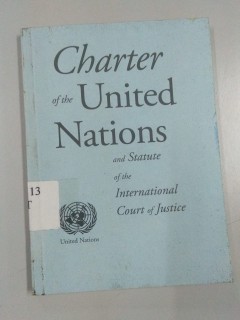 Charter
of the United
Nations
and Statute
of the
International
Court of Justice
13
T
United Nations